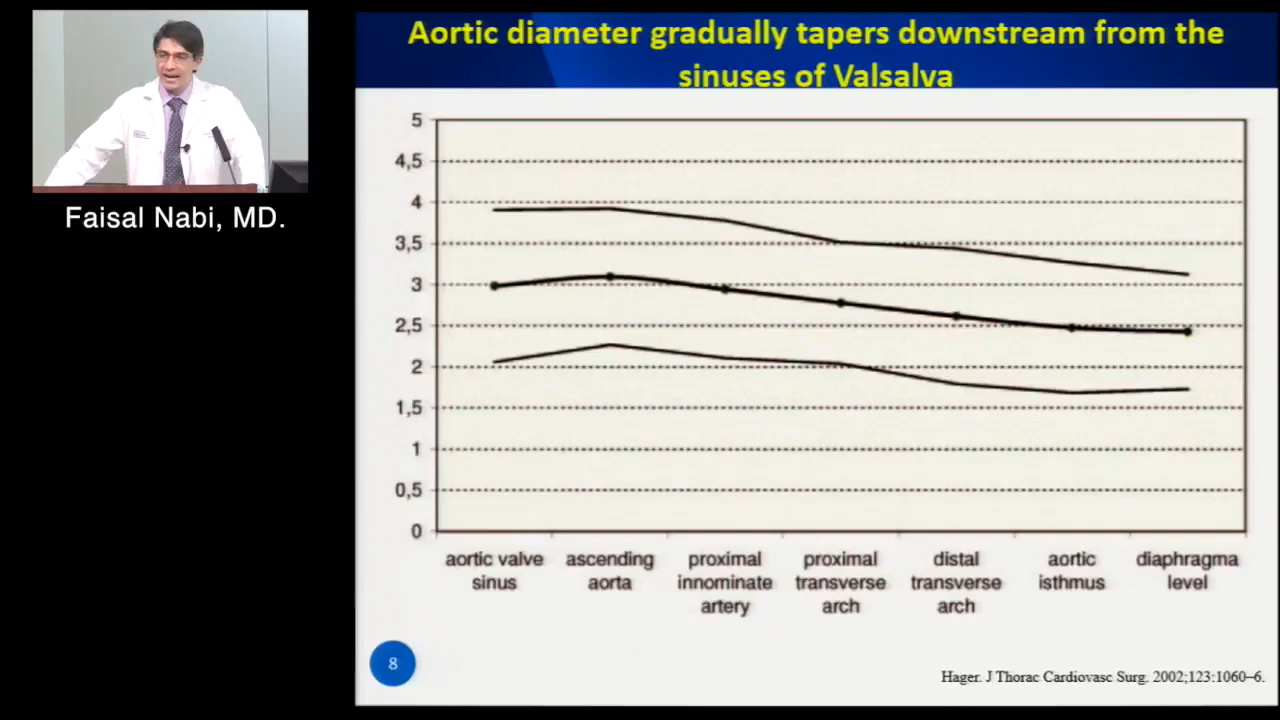 Aortic diameter gradually tapers downstream from the
sinuses of Valsalva
Faisal Nabi, MD.
5
4,5
4
3,5
3
2,5
2
1,5
1
0,5
0
aortic valve
sinus
ascending
aorta
proximal
innominate
artery
proximal
transverse
arch
distal
transverse
arch
aortic
isthmus
diaphragma
level
8
Hager. J Thorac Cardiovasc Surg. 2002;123:1060–6.